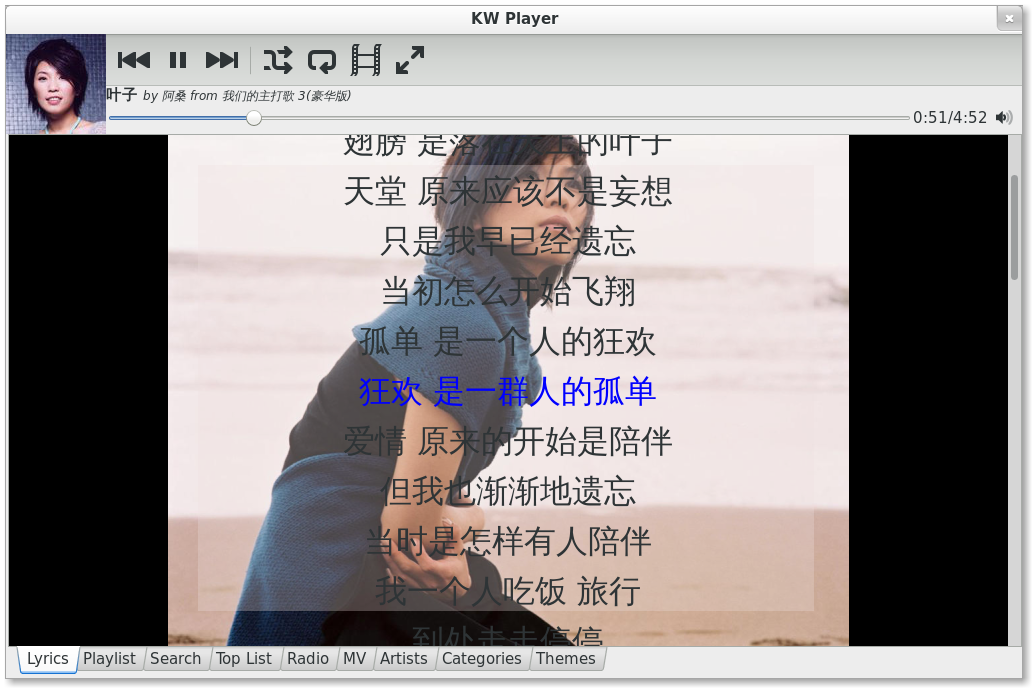 KW Player
叶子 by 阿桑 from 我们的主打歌 3(豪华版)
0:51/4:52
翅膀 是落 的叶子
天堂 原来应该不是妄想
只是我早已经遗忘
当初怎么开始飞翔
孤单 是一个人的狂欢
狂欢 是一群人的孤单
爱情 原来的开始是陪伴
但我也渐渐地遗忘
当时是怎样有人陪伴
我一个人吃饭 旅行
到处走走停停
Lyrics Playlist Search Top List Radio MV Artists Categories Themes